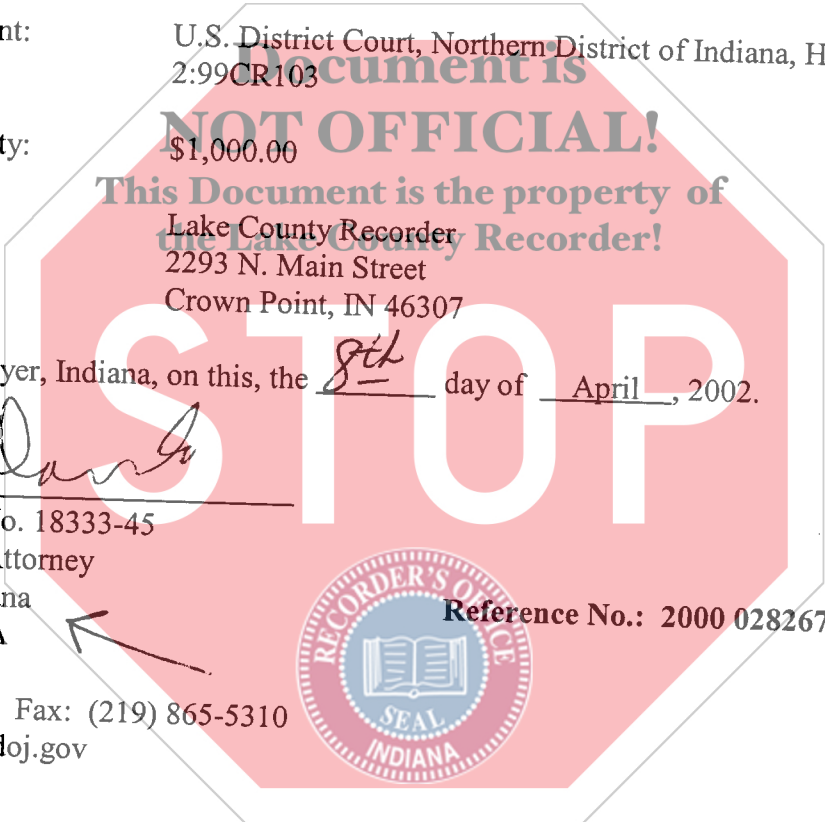 nt: U.S. District Court, Northern District of Indiana, H
2:99CR103
Document is
NOT OFFICIAL!
ty: $1,000.00
This Document is the property of
the Lake County Recorder!
Lake County Recorder
2293 N. Main Street
Crown Point, IN 46307
STOP
yer, Indiana, on this, the 8th day of April, 2002.
o. 18333-45
ttorney
na
A
Reference No.: 2000 028267
Fax: (219) 865-5310
doj.gov
RECORDER'S OFFICE
SEAL
INDIANA